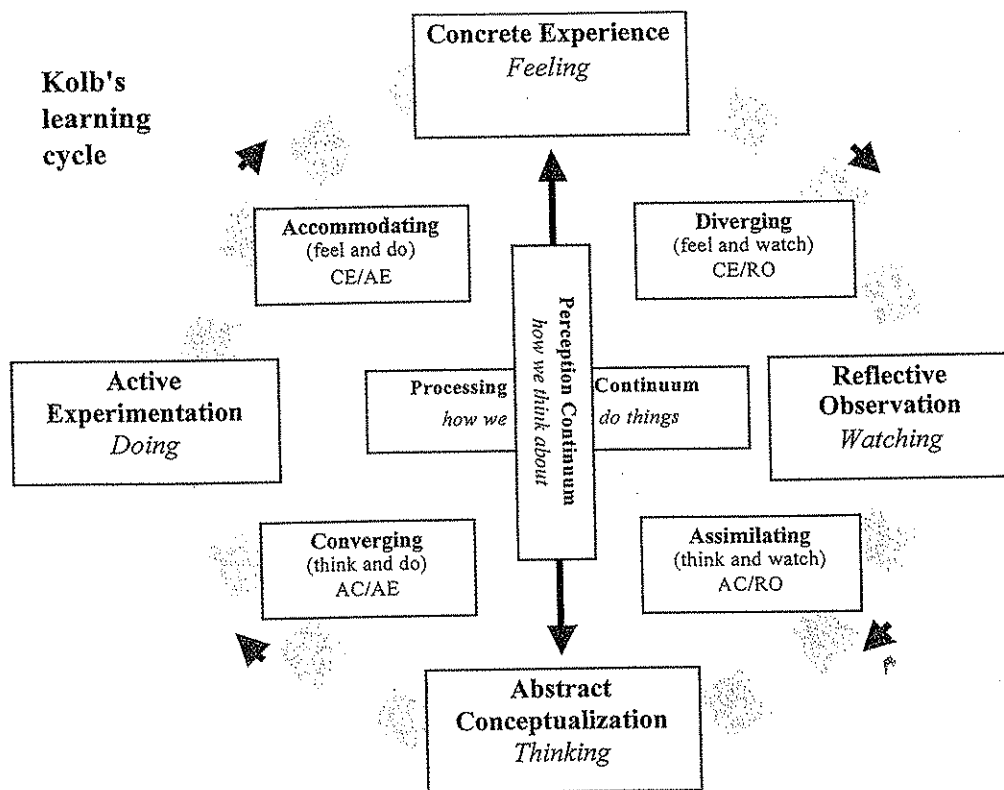 Kolb's
learning
cycle
Concrete Experience
Feeling
Accommodating
(feel and do)
CE/AE
Diverging
(feel and watch)
CE/RO
Active
Experimentation
Doing
Processing Continuum
how we do things
Perception Continuum
how we think about
Reflective
Observation
Watching
Converging
(think and do)
AC/AE
Assimilating
(think and watch)
AC/RO
Abstract
Conceptualization
Thinking